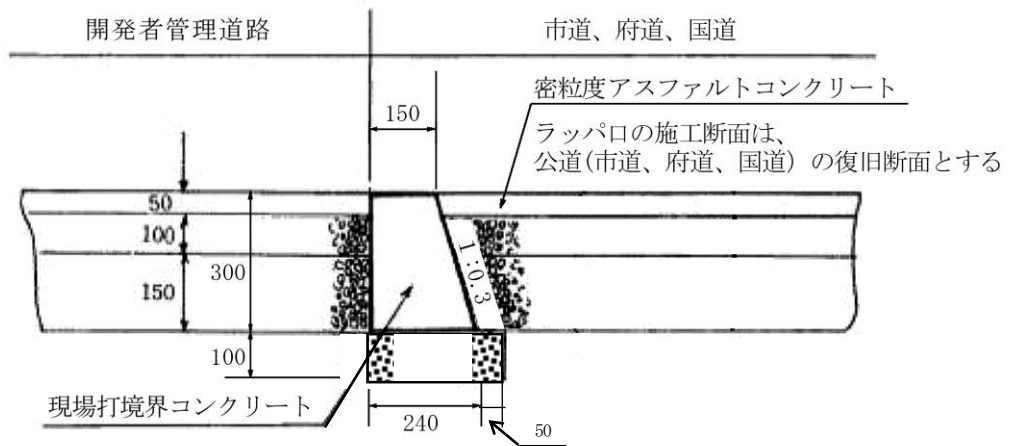 開発者管理道路
市道、府道、国道
密粒度アスファルトコンクリート
150
ラッパ口の施工断面は、
公道(市道、府道、国道) の復旧断面とする
50
100
300
150
1:0.3
100
現場打境界コンクリート
240
50